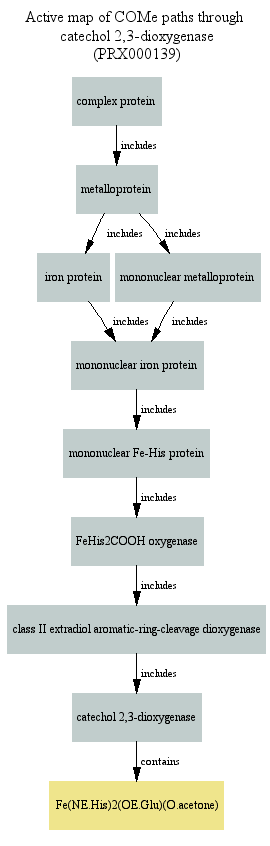 Active map of COMe paths through
catechol 2,3-dioxygenase
(PRX000139)
complex protein
includes
metalloprotein
includes includes
iron protein mononuclear metalloprotein
includes includes
mononuclear iron protein
includes
mononuclear Fe-His protein
includes
FeHis2COOH oxygenase
includes
class II extradiol aromatic-ring-cleavage dioxygenase
includes
catechol 2,3-dioxygenase
contains
Fe(NE.His)2(OE.Glu)(O.acetone)